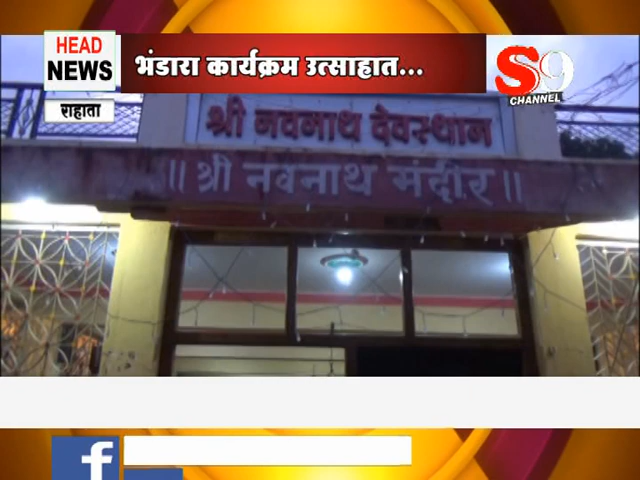 HEAD
NEWS
भंडारा कार्यक्रम उत्साहात...
S9
CHANNEL
राहाता
श्री नवनाथ देवस्थान
॥ श्री नवनाथ मंदीर ॥
f